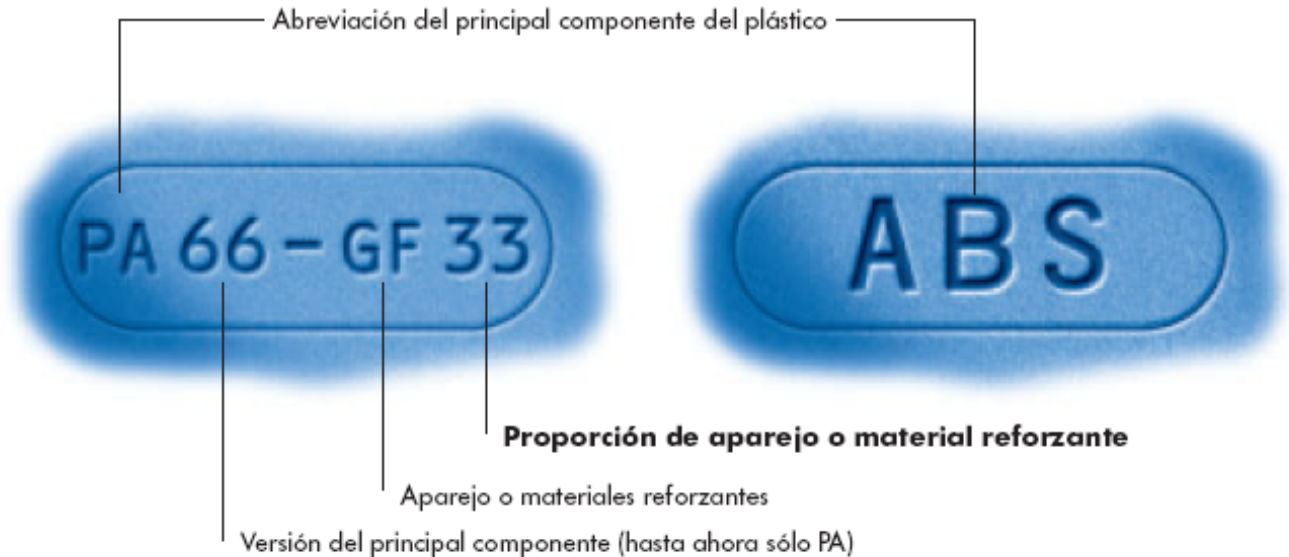 Abreviación del principal componente del plástico
PA 66 – GF 33
ABS
Proporción de aparejo o material reforzante
Aparejo o materiales reforzantes
Versión del principal componente (hasta ahora sólo PA)